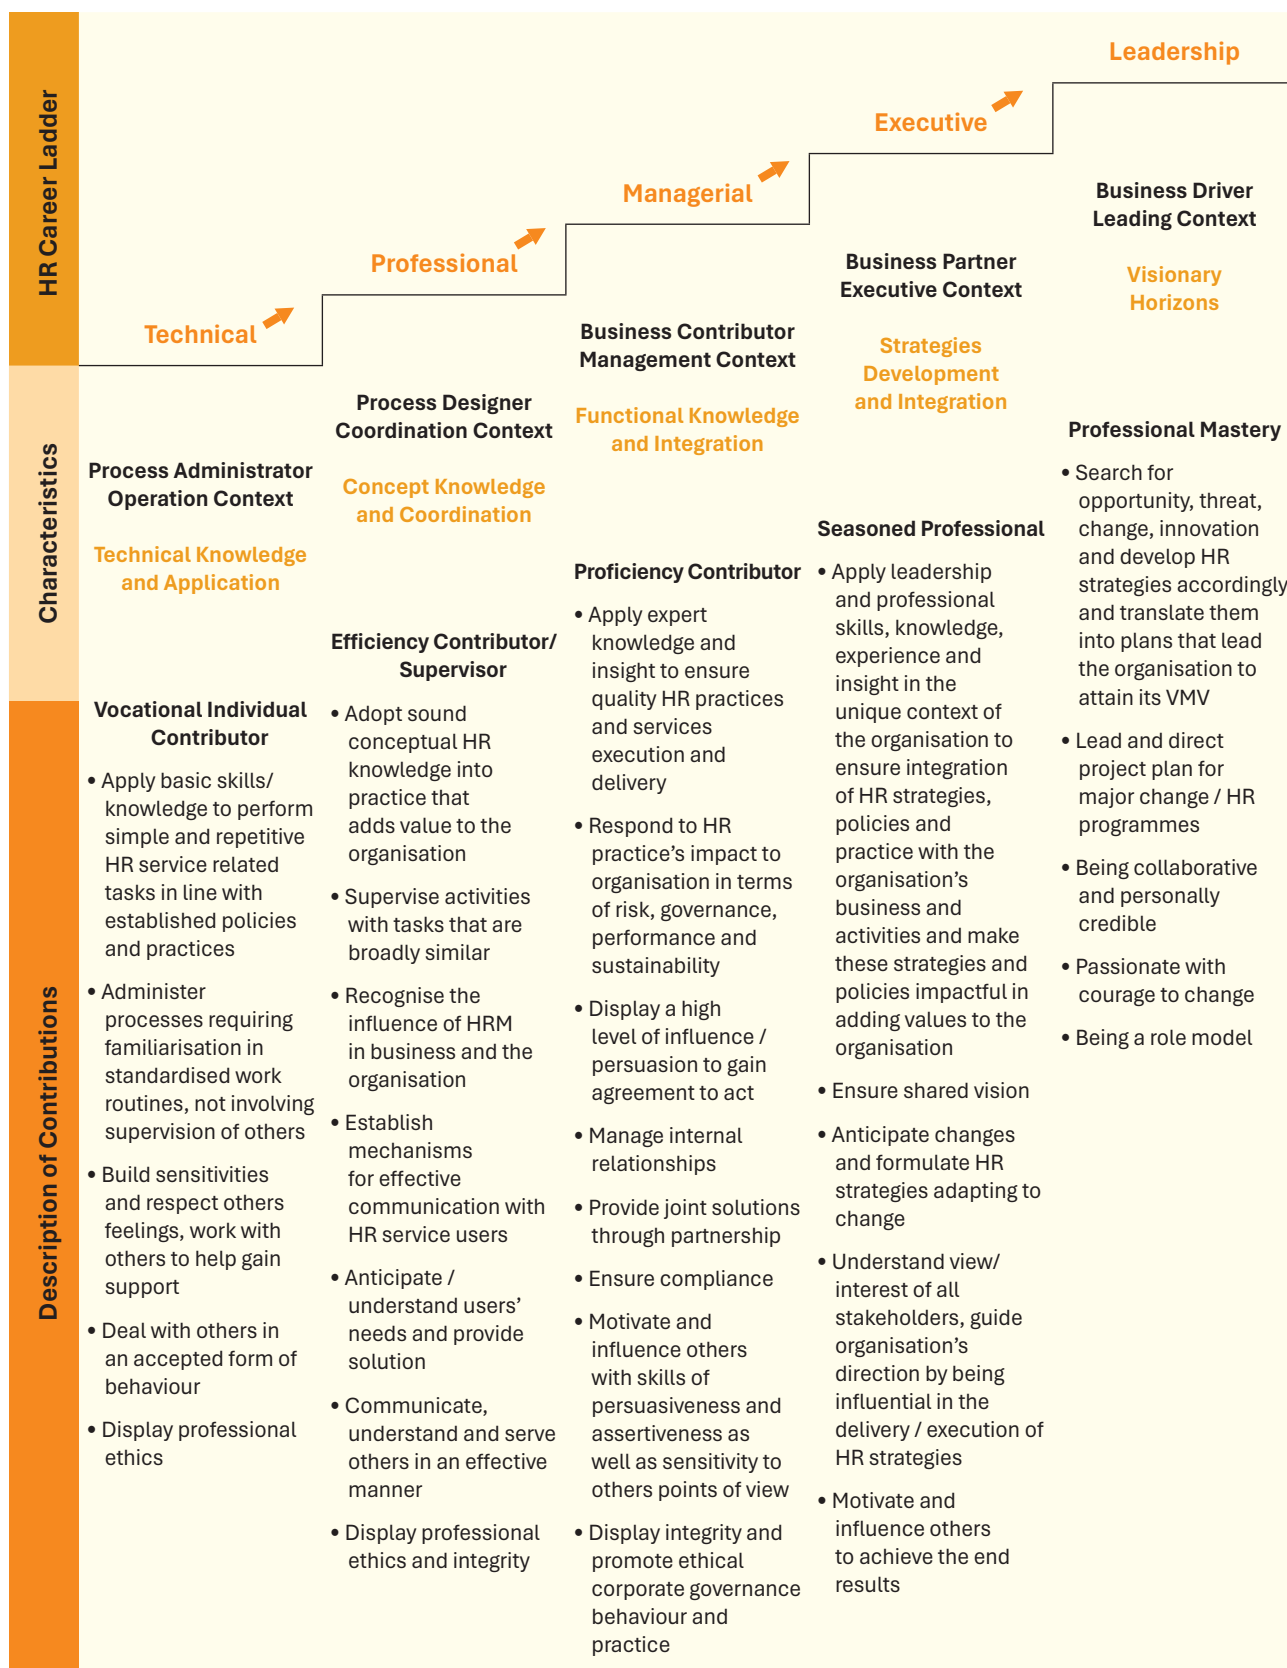 HR Career Ladder
Characteristics
Description of Contributions
Technical
Process Administrator
Operation Context
Technical Knowledge
and Application
Vocational Individual
Contributor
• Apply basic skills/
knowledge to perform
simple and repetitive
HR service related
tasks in line with
established policies
and practices
• Administer
processes requiring
familiarisation in
standardised work
routines, not involving
supervision of others
• Build sensitivities
and respect others
feelings, work with
others to help gain
support
• Deal with others in
an accepted form of
behaviour
• Display professional
ethics
Professional
Process Designer
Coordination Context
Concept Knowledge
and Coordination
Efficiency Contributor/
Supervisor
• Adopt sound
conceptual HR
knowledge into
practice that
adds value to the
organisation
• Supervise activities
with tasks that are
broadly similar
• Recognise the
influence of HRM
in business and the
organisation
• Establish
mechanisms
for effective
communication with
HR service users
• Anticipate /
understand users’
needs and provide
solution
• Communicate,
understand and serve
others in an effective
manner
• Display professional
ethics and integrity
Managerial
Business Contributor
Management Context
Functional Knowledge
and Integration
Proficiency Contributor
• Apply expert
knowledge and
insight to ensure
quality HR practices
and services
execution and
delivery
• Respond to HR
practice’s impact to
organisation in terms
of risk, governance,
performance and
sustainability
• Display a high
level of influence /
persuasion to gain
agreement to act
• Manage internal
relationships
• Provide joint solutions
through partnership
• Ensure compliance
• Motivate and
influence others
with skills of
persuasiveness and
assertiveness as
well as sensitivity to
others points of view
• Display integrity and
promote ethical
corporate governance
behaviour and
practice
Executive
Business Partner
Executive Context
Strategies
Development
and Integration
Seasoned Professional
• Apply leadership
and professional
skills, knowledge,
experience and
insight in the
unique context of
the organisation to
ensure integration
of HR strategies,
policies and
practice with the
organisation’s
business and
activities and make
these strategies and
policies impactful in
adding values to the
organisation
• Ensure shared vision
• Anticipate changes
and formulate HR
strategies adapting to
change
• Understand view/
interest of all
stakeholders, guide
organisation’s
direction by being
influential in the
delivery / execution of
HR strategies
• Motivate and
influence others
to achieve the end
results
Leadership
Business Driver
Leading Context
Visionary
Horizons
Professional Mastery
• Search for
opportunity, threat,
change, innovation
and develop HR
strategies accordingly
and translate them
into plans that lead
the organisation to
attain its VMV
• Lead and direct
project plan for
major change / HR
programmes
• Being collaborative
and personally
credible
• Passionate with
courage to change
• Being a role model